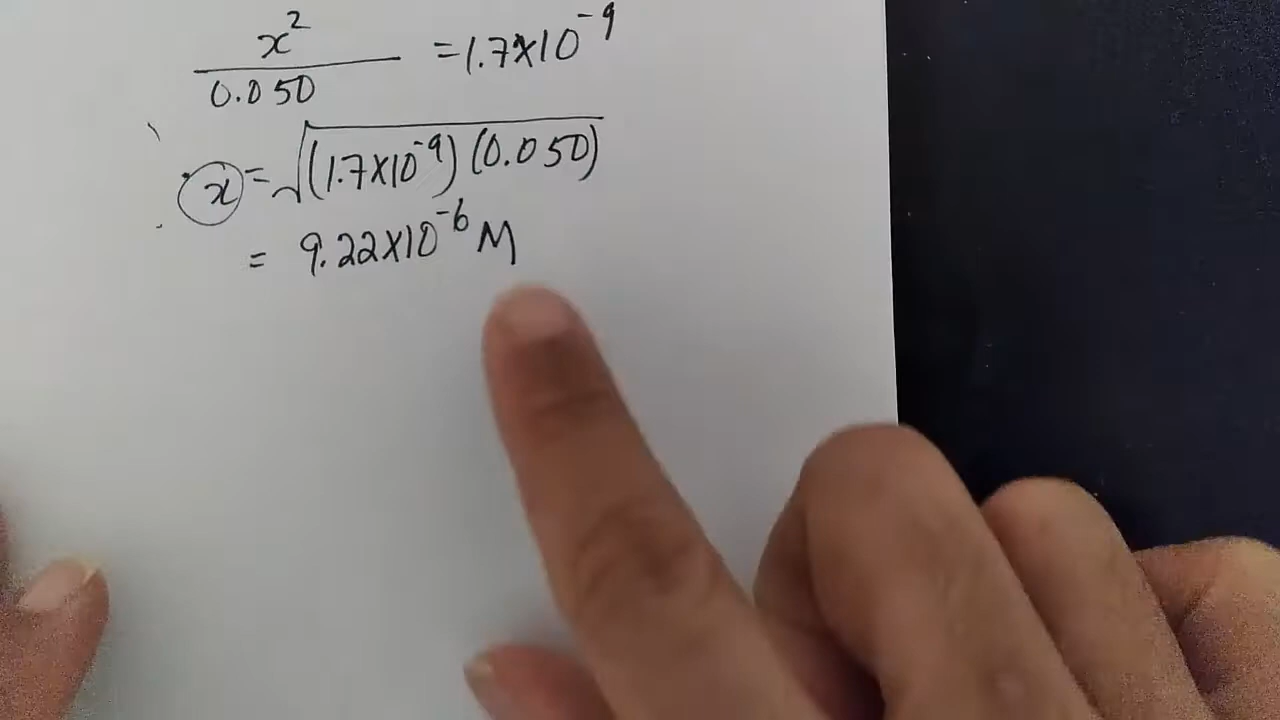 x²/0.050 = 1.7×10⁻⁹
x = √(1.7×10⁻⁹)(0.050)
= 9.22×10⁻⁶ M